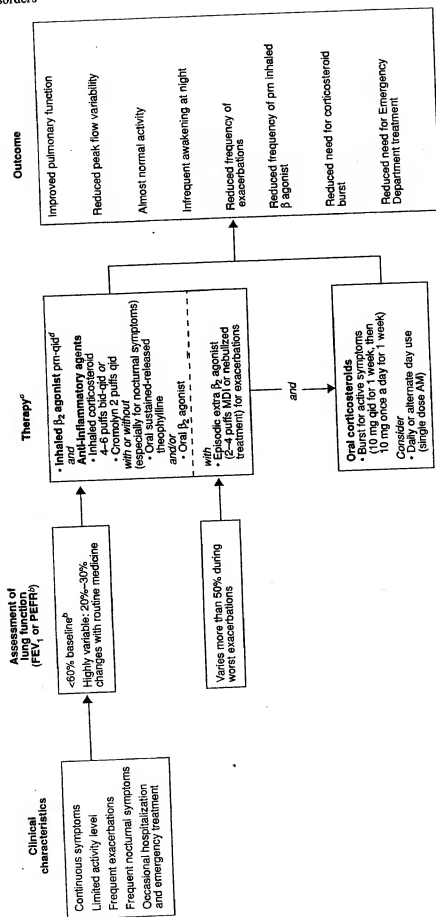 sorders
Clinical
characteristics
Continuous symptoms
Limited activity level
Frequent exacerbations
Frequent nocturnal symptoms
Occasional hospitalization
and emergency treatment
Assessment of
lung function
(FEV₁ or PEFRᵇ)
<60% baselineᵇ
Highly variable: 20%–30%
changes with routine medicine
Varies more than 50% during
worst exacerbations
Therapyᶜ
• Inhaled β₂ agonist prn-qidᵈ
and
Anti-inflammatory agents
• Inhaled corticosteroid
4–6 puffs bid-qid or
• Cromolyn 2 puffs qid
with or without
(especially for nocturnal symptoms)
• Oral sustained-released
theophylline
and/or
• Oral β₂ agonist
with
• Episodic extra β₂ agonist
(2–4 puffs MDI or nebulized
treatment) for exacerbations
and
Oral corticosteroids
• Burst for active symptoms
(10 mg qid for 1 week, then
10 mg once a day for 1 week)
Consider
• Daily or alternate day use
(single dose AM)
Outcome
Improved pulmonary function
Reduced peak flow variability
Almost normal activity
Infrequent awakening at night
Reduced frequency of
exacerbations
Reduced frequency of prn inhaled
β agonist
Reduced need for corticosteroid
burst
Reduced need for Emergency
Department treatment